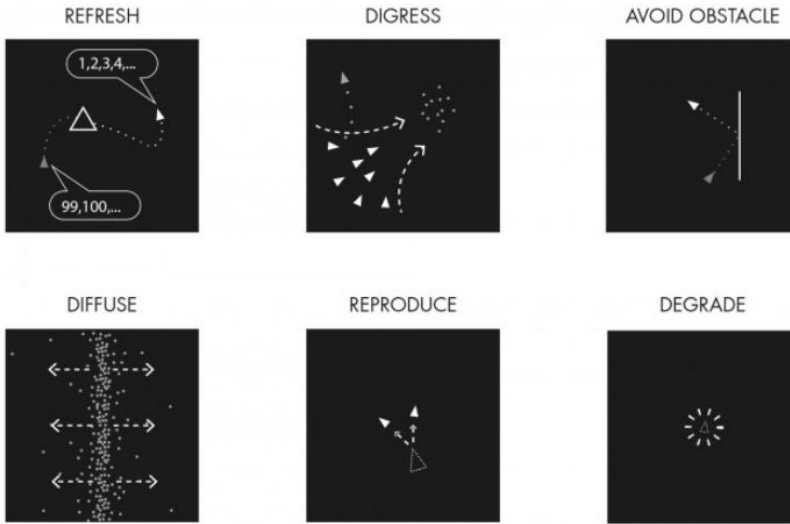 REFRESH
DIGRESS
AVOID OBSTACLE
1,2,3,4,...
99,100,...
DIFFUSE
REPRODUCE
DEGRADE